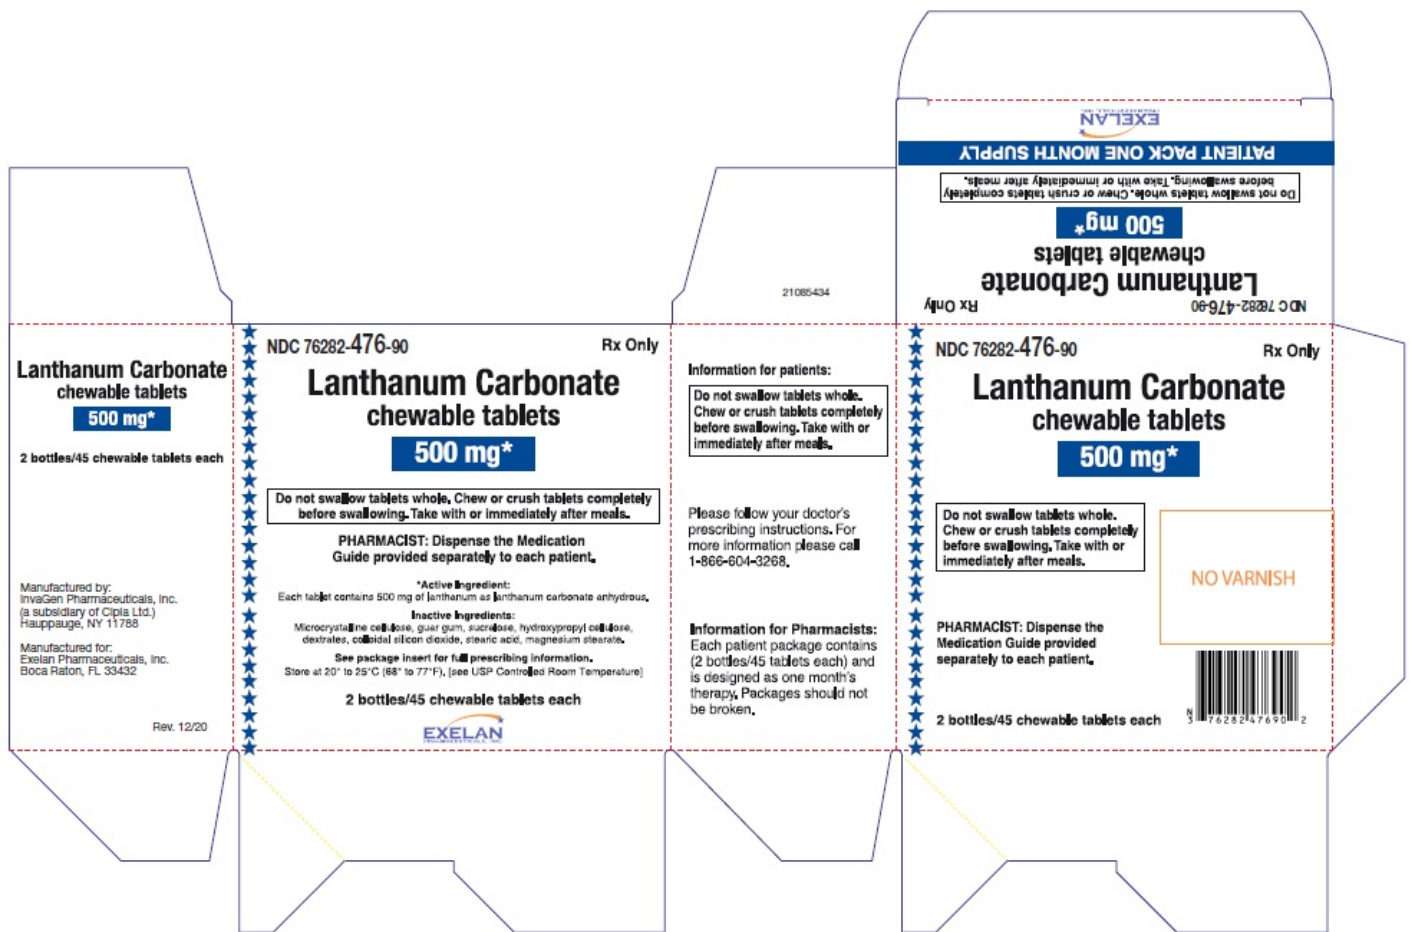 EXELAN
PHARMACEUTICALS, INC.
PATIENT PACK ONE MONTH SUPPLY
Do not swallow tablets whole. Chew or crush tablets completely
before swallowing. Take with or immediately after meals.
500 mg*
Lanthanum Carbonate
chewable tablets
NDC 76282-476-90
Rx Only
21085434
Lanthanum Carbonate
chewable tablets
500 mg*
2 bottles/45 chewable tablets each
Manufactured by:
InvaGen Pharmaceuticals, Inc.
(a subsidiary of Cipla Ltd.)
Hauppauge, NY 11788
Manufactured for:
Exelan Pharmaceuticals, Inc.
Boca Raton, FL 33432
Rev. 12/20
NDC 76282-476-90
Rx Only
Lanthanum Carbonate
chewable tablets
500 mg*
Do not swallow tablets whole. Chew or crush tablets completely
before swallowing. Take with or immediately after meals.
PHARMACIST: Dispense the Medication
Guide provided separately to each patient.
*Active Ingredient:
Each tablet contains 500 mg of lanthanum as lanthanum carbonate anhydrous.
Inactive Ingredients:
Microcrystalline cellulose, guar gum, sucralose, hydroxypropyl cellulose,
dextrates, colloidal silicon dioxide, stearic acid, magnesium stearate.
See package insert for full prescribing information.
Store at 20° to 25°C (68° to 77°F), [see USP Controlled Room Temperature]
2 bottles/45 chewable tablets each
EXELAN
PHARMACEUTICALS, INC.
Information for patients:
Do not swallow tablets whole.
Chew or crush tablets completely
before swallowing. Take with or
immediately after meals.
Please follow your doctor's
prescribing instructions. For
more information please call
1-866-604-3268.
Information for Pharmacists:
Each patient package contains
(2 bottles/45 tablets each) and
is designed as one month's
therapy. Packages should not
be broken.
NDC 76282-476-90
Rx Only
Lanthanum Carbonate
chewable tablets
500 mg*
Do not swallow tablets whole.
Chew or crush tablets completely
before swallowing. Take with or
immediately after meals.
NO VARNISH
PHARMACIST: Dispense the
Medication Guide provided
separately to each patient.
2 bottles/45 chewable tablets each
N
3 76282 47690 2